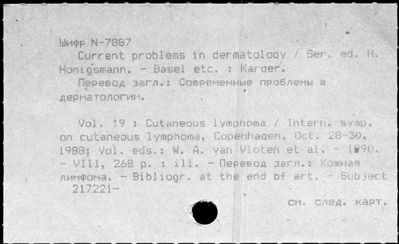 Шифр N-7887
Current problems in dermatology / Ser. ed. H.
Honigsmann. - Basel etc. : Karger.
Перевод загл.: Современные проблемы в
дерматологии.
Vol. 19 : Cutaneous lymphoma / Intern. symp.
on cutaneous lymphoma, Copenhagen, Oct. 28-30,
1988; Vol. eds.: W. A. van Vloten et al. - 1990.
- VIII, 268 p. : ill. - Перевод загл.: Кожная
лимфома. - Bibliogr. at the end of art. - Subject
217221-
см. след. карт.